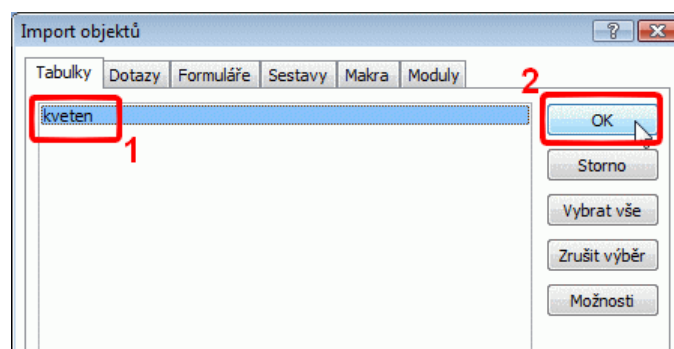 Import objektů
Tabulky Dotazy Formuláře Sestavy Makra Moduly
2
kveten
1
OK
Storno
Vybrat vše
Zrušit výběr
Možnosti